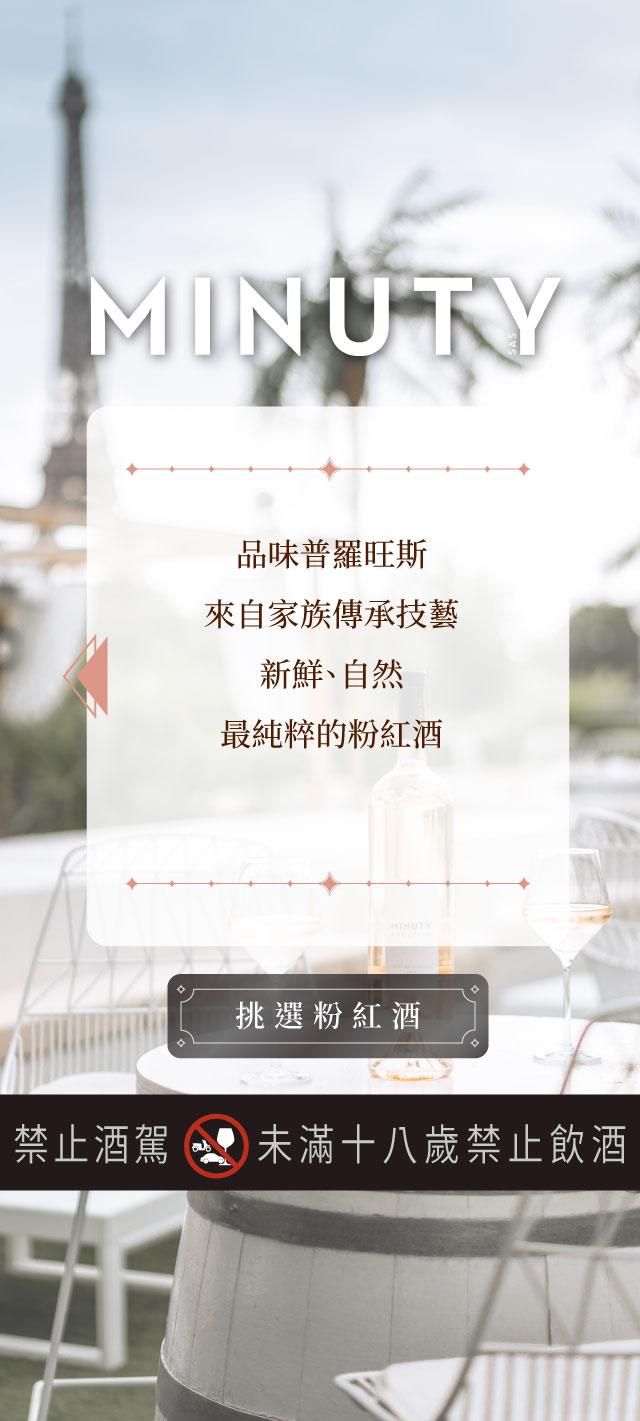 MINUTY
SAS
品味普羅旺斯
來自家族傳承技藝
新鮮、自然
最純粹的粉紅酒
MINUTY
挑選粉紅酒
禁止酒駕 未滿十八歲禁止飲酒